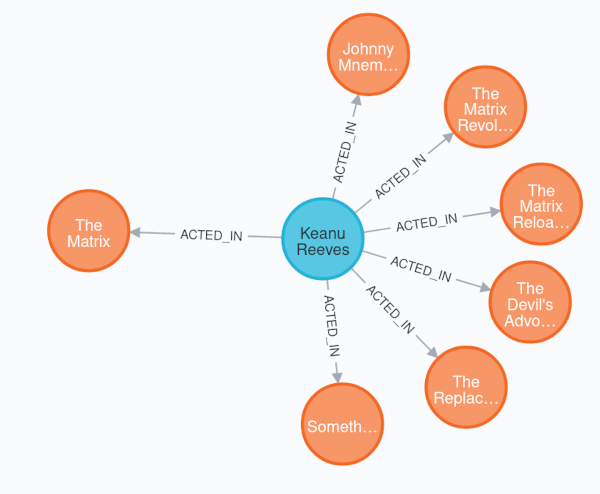 Johnny
Mnem…
ACTED_IN
The
Matrix
Revol…
ACTED_IN
The
Matrix
Reloa…
ACTED_IN
The
Matrix
ACTED_IN
Keanu
Reeves
ACTED_IN
The
Devil's
Advo…
ACTED_IN
The
Replac…
ACTED_IN
Someth…